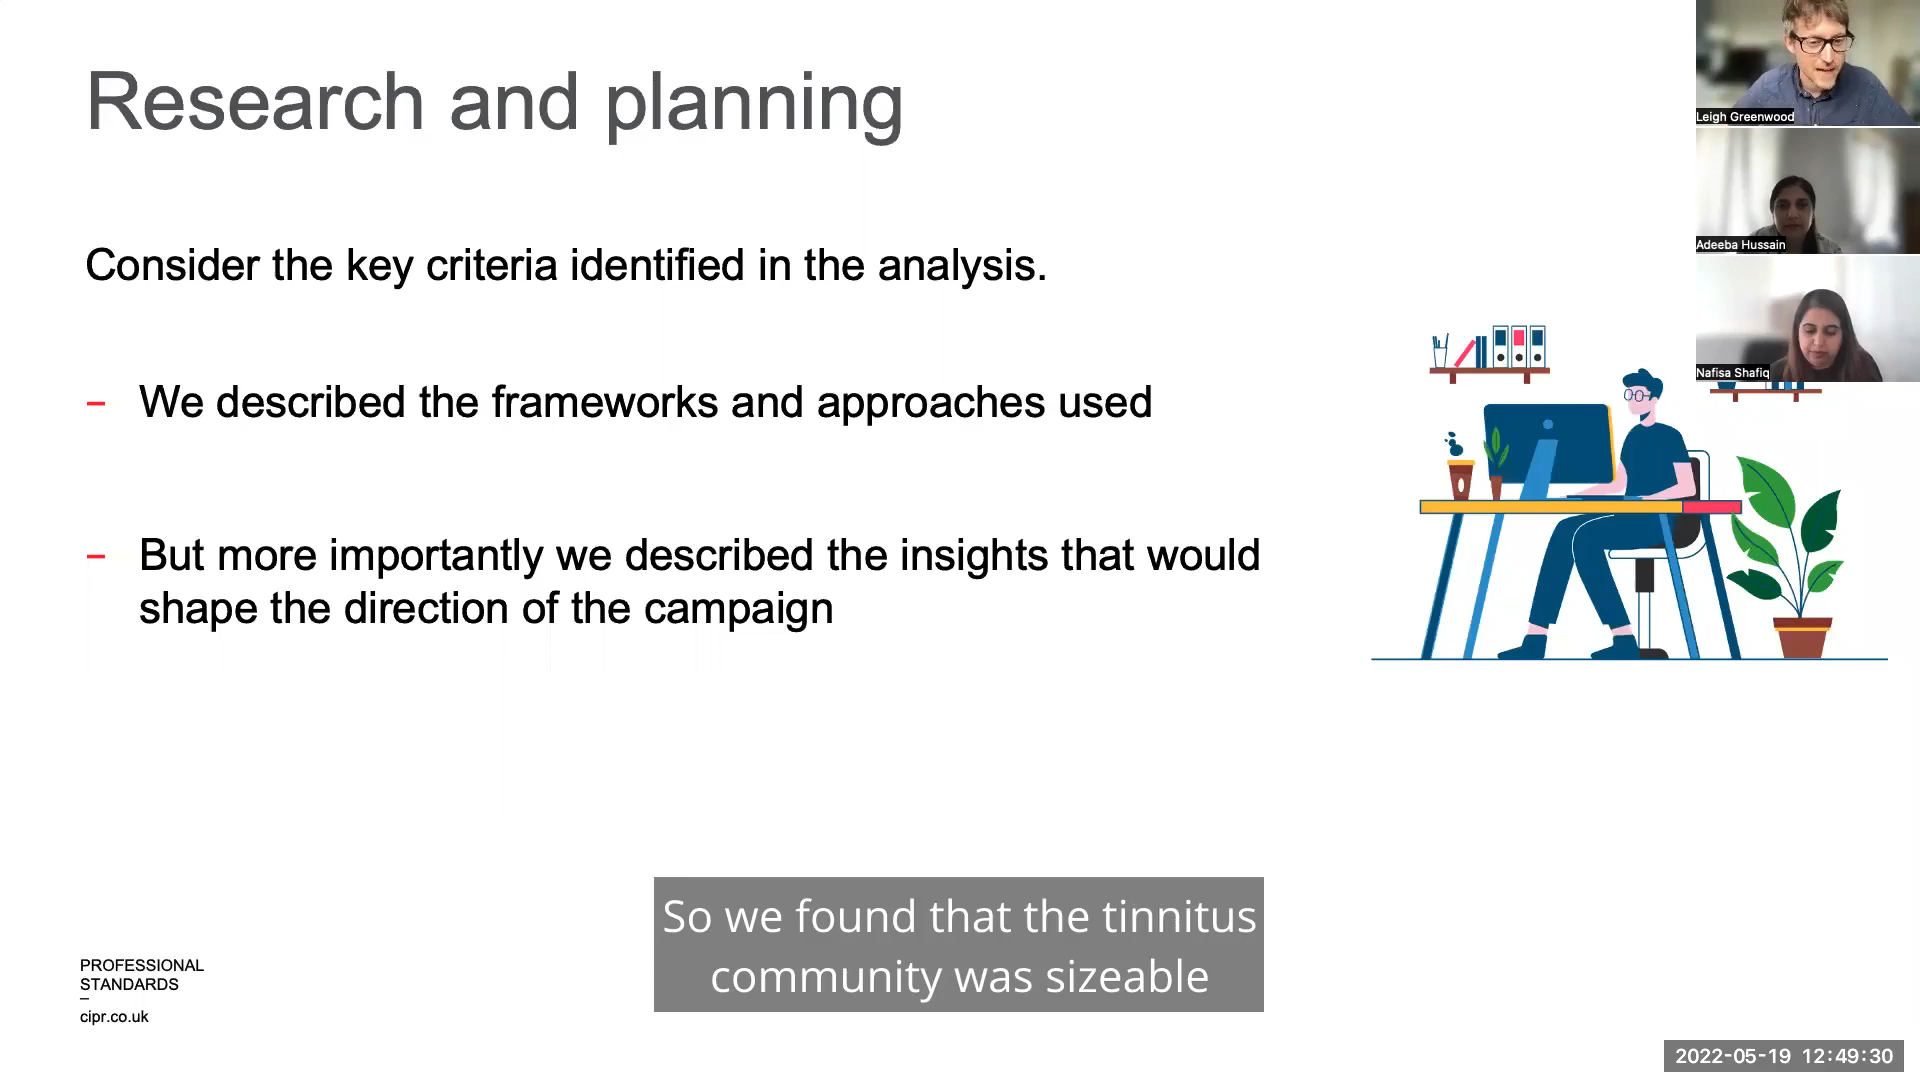 Research and planning
Consider the key criteria identified in the analysis.
– We described the frameworks and approaches used
– But more importantly we described the insights that would
shape the direction of the campaign
Leigh Greenwood
Adeeba Hussain
Nafisa Shafiq
So we found that the tinnitus
community was sizeable
PROFESSIONAL
STANDARDS
–
cipr.co.uk
2022-05-19 12:49:30